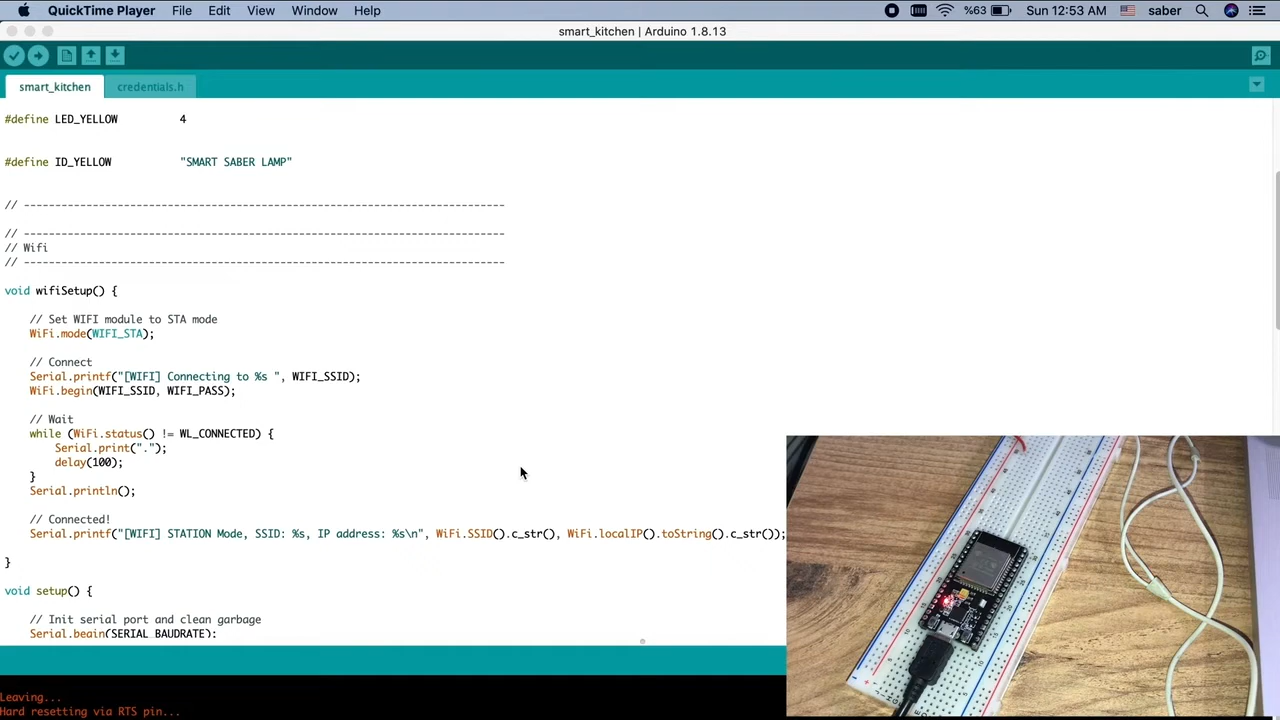 QuickTime Player File Edit View Window Help %63 Sun 12:53 AM saber
smart_kitchen | Arduino 1.8.13
smart_kitchen credentials.h
#define LED_YELLOW 4
#define ID_YELLOW "SMART SABER LAMP"
// -----------------------------------------------------------------------------
// -----------------------------------------------------------------------------
// Wifi
// -----------------------------------------------------------------------------
void wifiSetup() {
// Set WIFI module to STA mode
WiFi.mode(WIFI_STA);
// Connect
Serial.printf("[WIFI] Connecting to %s ", WIFI_SSID);
WiFi.begin(WIFI_SSID, WIFI_PASS);
// Wait
while (WiFi.status() != WL_CONNECTED) {
Serial.print(".");
delay(100);
}
Serial.println();
// Connected!
Serial.printf("[WIFI] STATION Mode, SSID: %s, IP address: %s\n", WiFi.SSID().c_str(), WiFi.localIP().toString().c_str());
}
void setup() {
// Init serial port and clean garbage
Serial.begin(SERIAL_BAUDRATE);
Leaving...
Hard resetting via RTS pin...